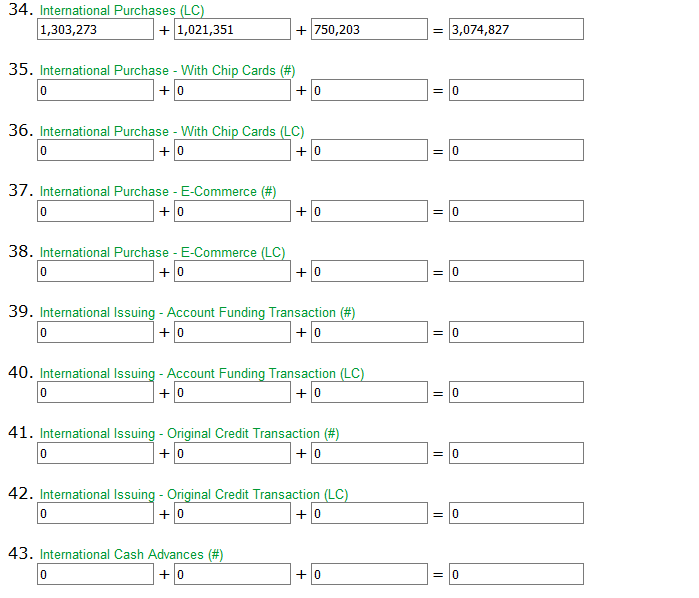 34. International Purchases (LC)
1,303,273 + 1,021,351 + 750,203 = 3,074,827
35. International Purchase - With Chip Cards (#)
0 + 0 + 0 = 0
36. International Purchase - With Chip Cards (LC)
0 + 0 + 0 = 0
37. International Purchase - E-Commerce (#)
0 + 0 + 0 = 0
38. International Purchase - E-Commerce (LC)
0 + 0 + 0 = 0
39. International Issuing - Account Funding Transaction (#)
0 + 0 + 0 = 0
40. International Issuing - Account Funding Transaction (LC)
0 + 0 + 0 = 0
41. International Issuing - Original Credit Transaction (#)
0 + 0 + 0 = 0
42. International Issuing - Original Credit Transaction (LC)
0 + 0 + 0 = 0
43. International Cash Advances (#)
0 + 0 + 0 = 0